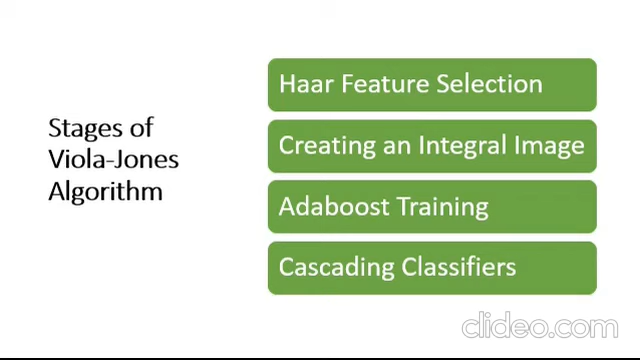 Stages of
Viola-Jones
Algorithm
Haar Feature Selection
Creating an Integral Image
Adaboost Training
Cascading Classifiers
clideo.com